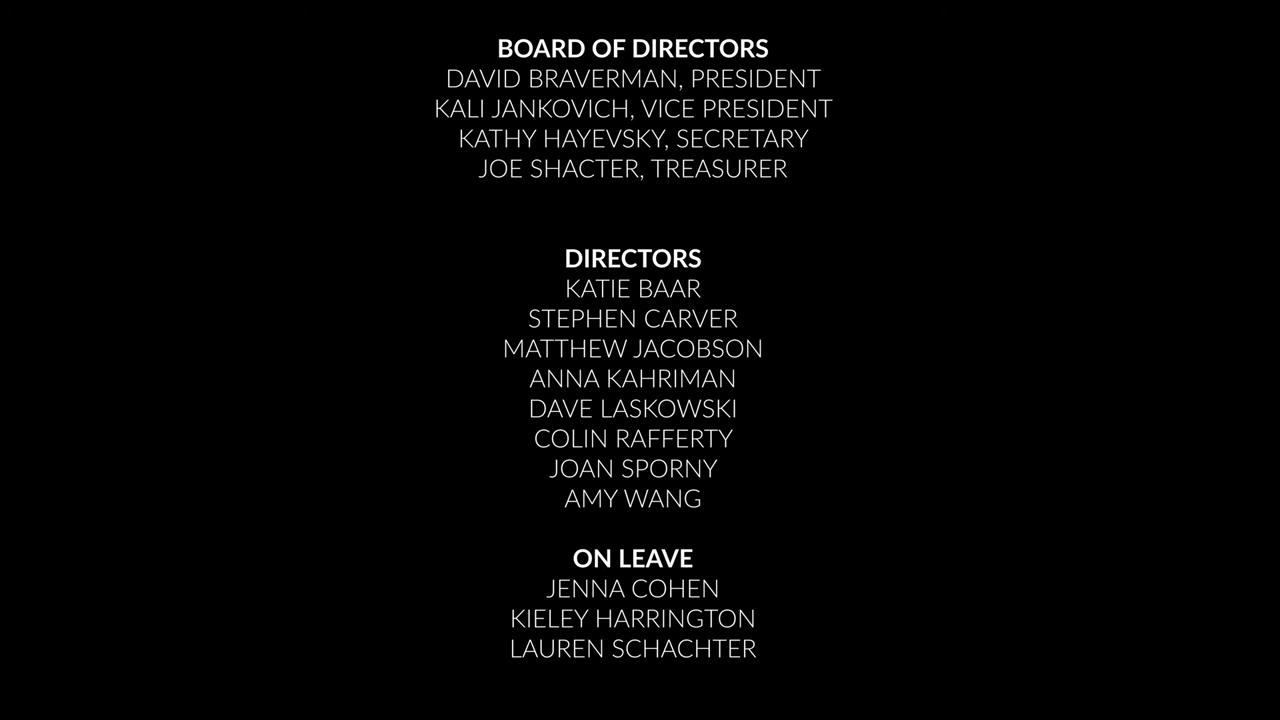 BOARD OF DIRECTORS
DAVID BRAVERMAN, PRESIDENT
KALI JANKOVICH, VICE PRESIDENT
KATHY HAYEVSKY, SECRETARY
JOE SHACTER, TREASURER
DIRECTORS
KATIE BAAR
STEPHEN CARVER
MATTHEW JACOBSON
ANNA KAHRIMAN
DAVE LASKOWSKI
COLIN RAFFERTY
JOAN SPORNY
AMY WANG
ON LEAVE
JENNA COHEN
KIELEY HARRINGTON
LAUREN SCHACHTER